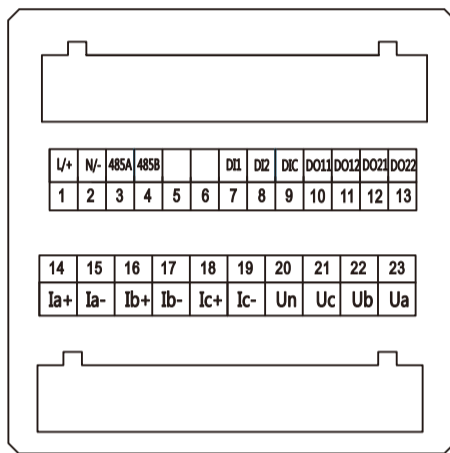 L/+ N/- 485A 485B DI1 DI2 DIC DO11 DO12 DO21 DO22
1 2 3 4 5 6 7 8 9 10 11 12 13
14 15 16 17 18 19 20 21 22 23
Ia+ Ia- Ib+ Ib- Ic+ Ic- Un Uc Ub Ua